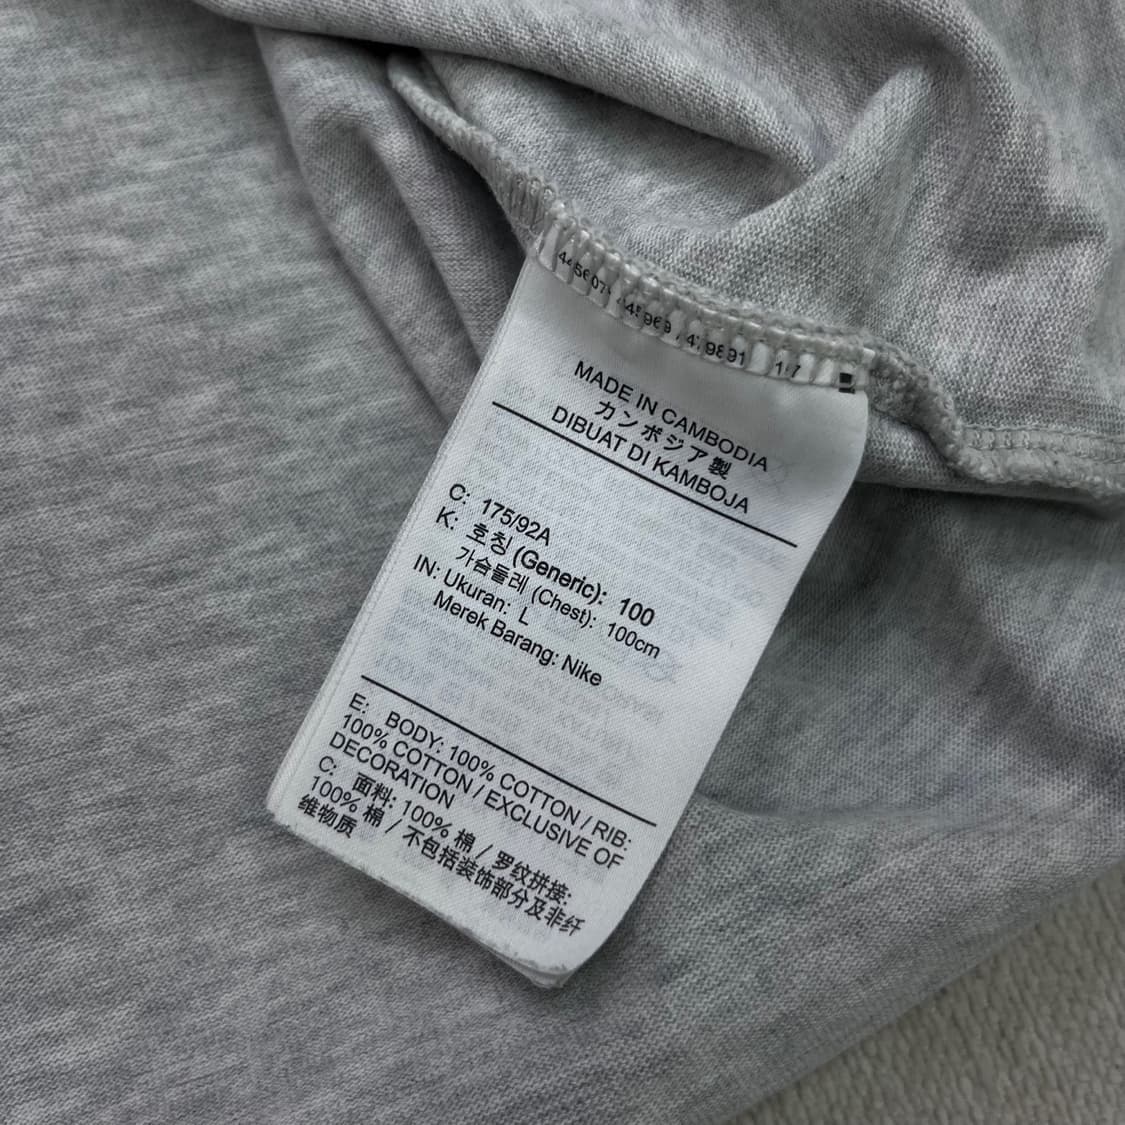 MADE IN CAMBODIA
カンボジア製
DIBUAT DI KAMBOJA
C: 175/92A
K: 호칭 (Generic): 100
가슴둘레 (Chest): 100cm
IN: Ukuran: L
Merek Barang: Nike
E: BODY: 100% COTTON / RIB:
100% COTTON / EXCLUSIVE OF
DECORATION
C: 面料: 100% 棉 / 罗纹拼接:
100% 棉 / 不包括装饰部分及非纤
维物质